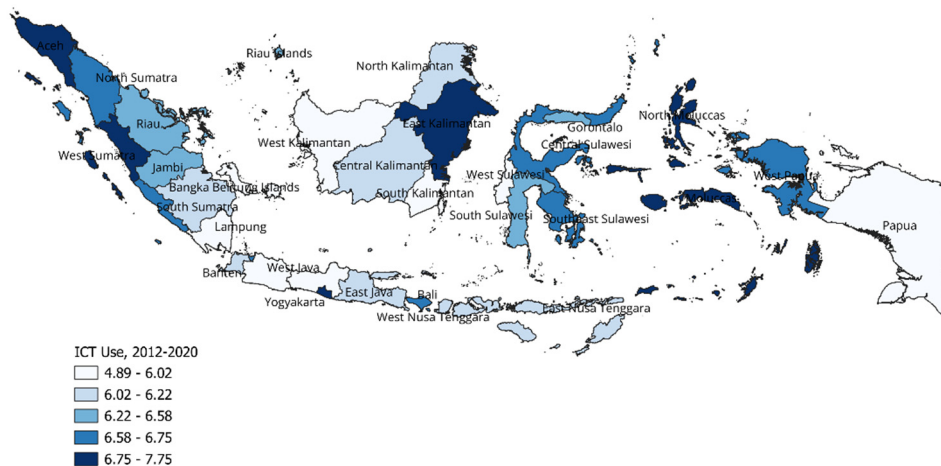 Aceh
Riau Islands
North Kalimantan
North Sumatra
North Moluccas
Riau
East Kalimantan
Gorontalo
West Kalimantan
Central Sulawesi
West Sumatra
Jambi
Central Kalimantan
West Sulawesi
West Papua
Bangka Belitung Islands
South Kalimantan
Moluccas
South Sumatra
South Sulawesi
Southeast Sulawesi
Lampung
Papua
Banten
West Java
East Java
Bali
Yogyakarta
West Nusa Tenggara
East Nusa Tenggara
ICT Use, 2012-2020
4.89 - 6.02
6.02 - 6.22
6.22 - 6.58
6.58 - 6.75
6.75 - 7.75